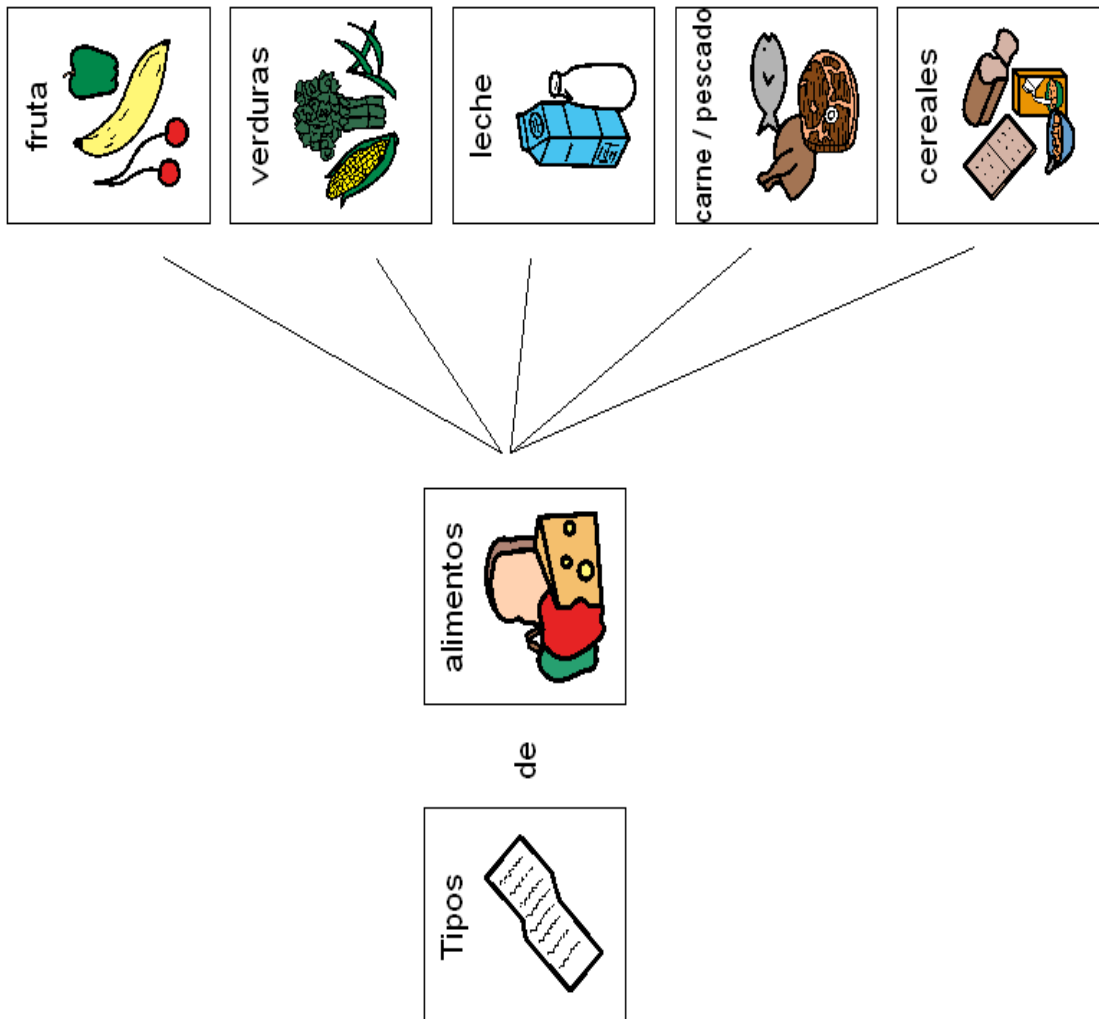 Tipos
de
alimentos
fruta
verduras
leche
carne / pescado
cereales